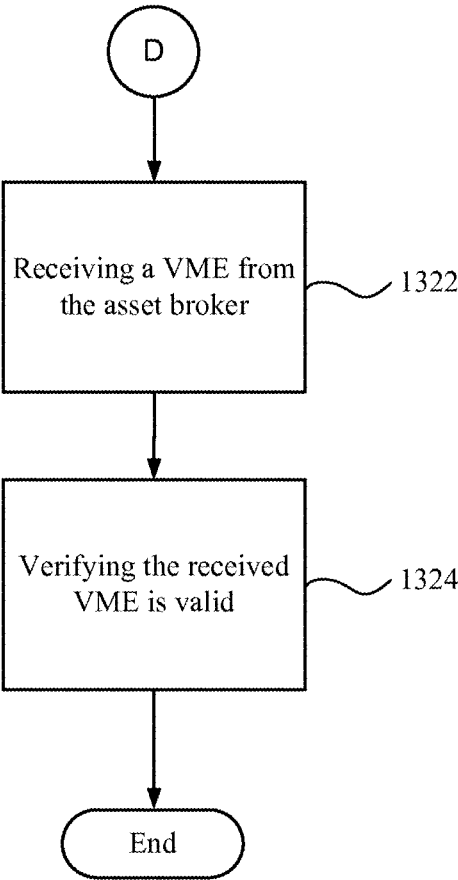 D
Receiving a VME from
the asset broker
1322
Verifying the received
VME is valid
1324
End